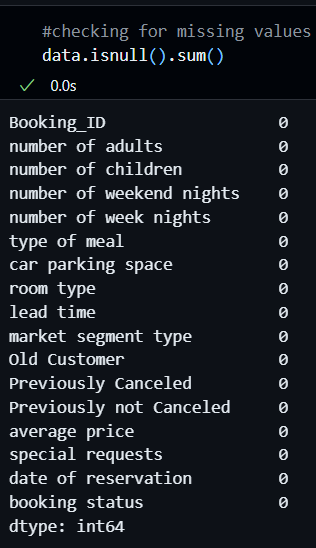 #checking for missing values
data.isnull().sum()
0.0s
Booking_ID 0
number of adults 0
number of children 0
number of weekend nights 0
number of week nights 0
type of meal 0
car parking space 0
room type 0
lead time 0
market segment type 0
Old Customer 0
Previously Canceled 0
Previously not Canceled 0
average price 0
special requests 0
date of reservation 0
booking status 0
dtype: int64